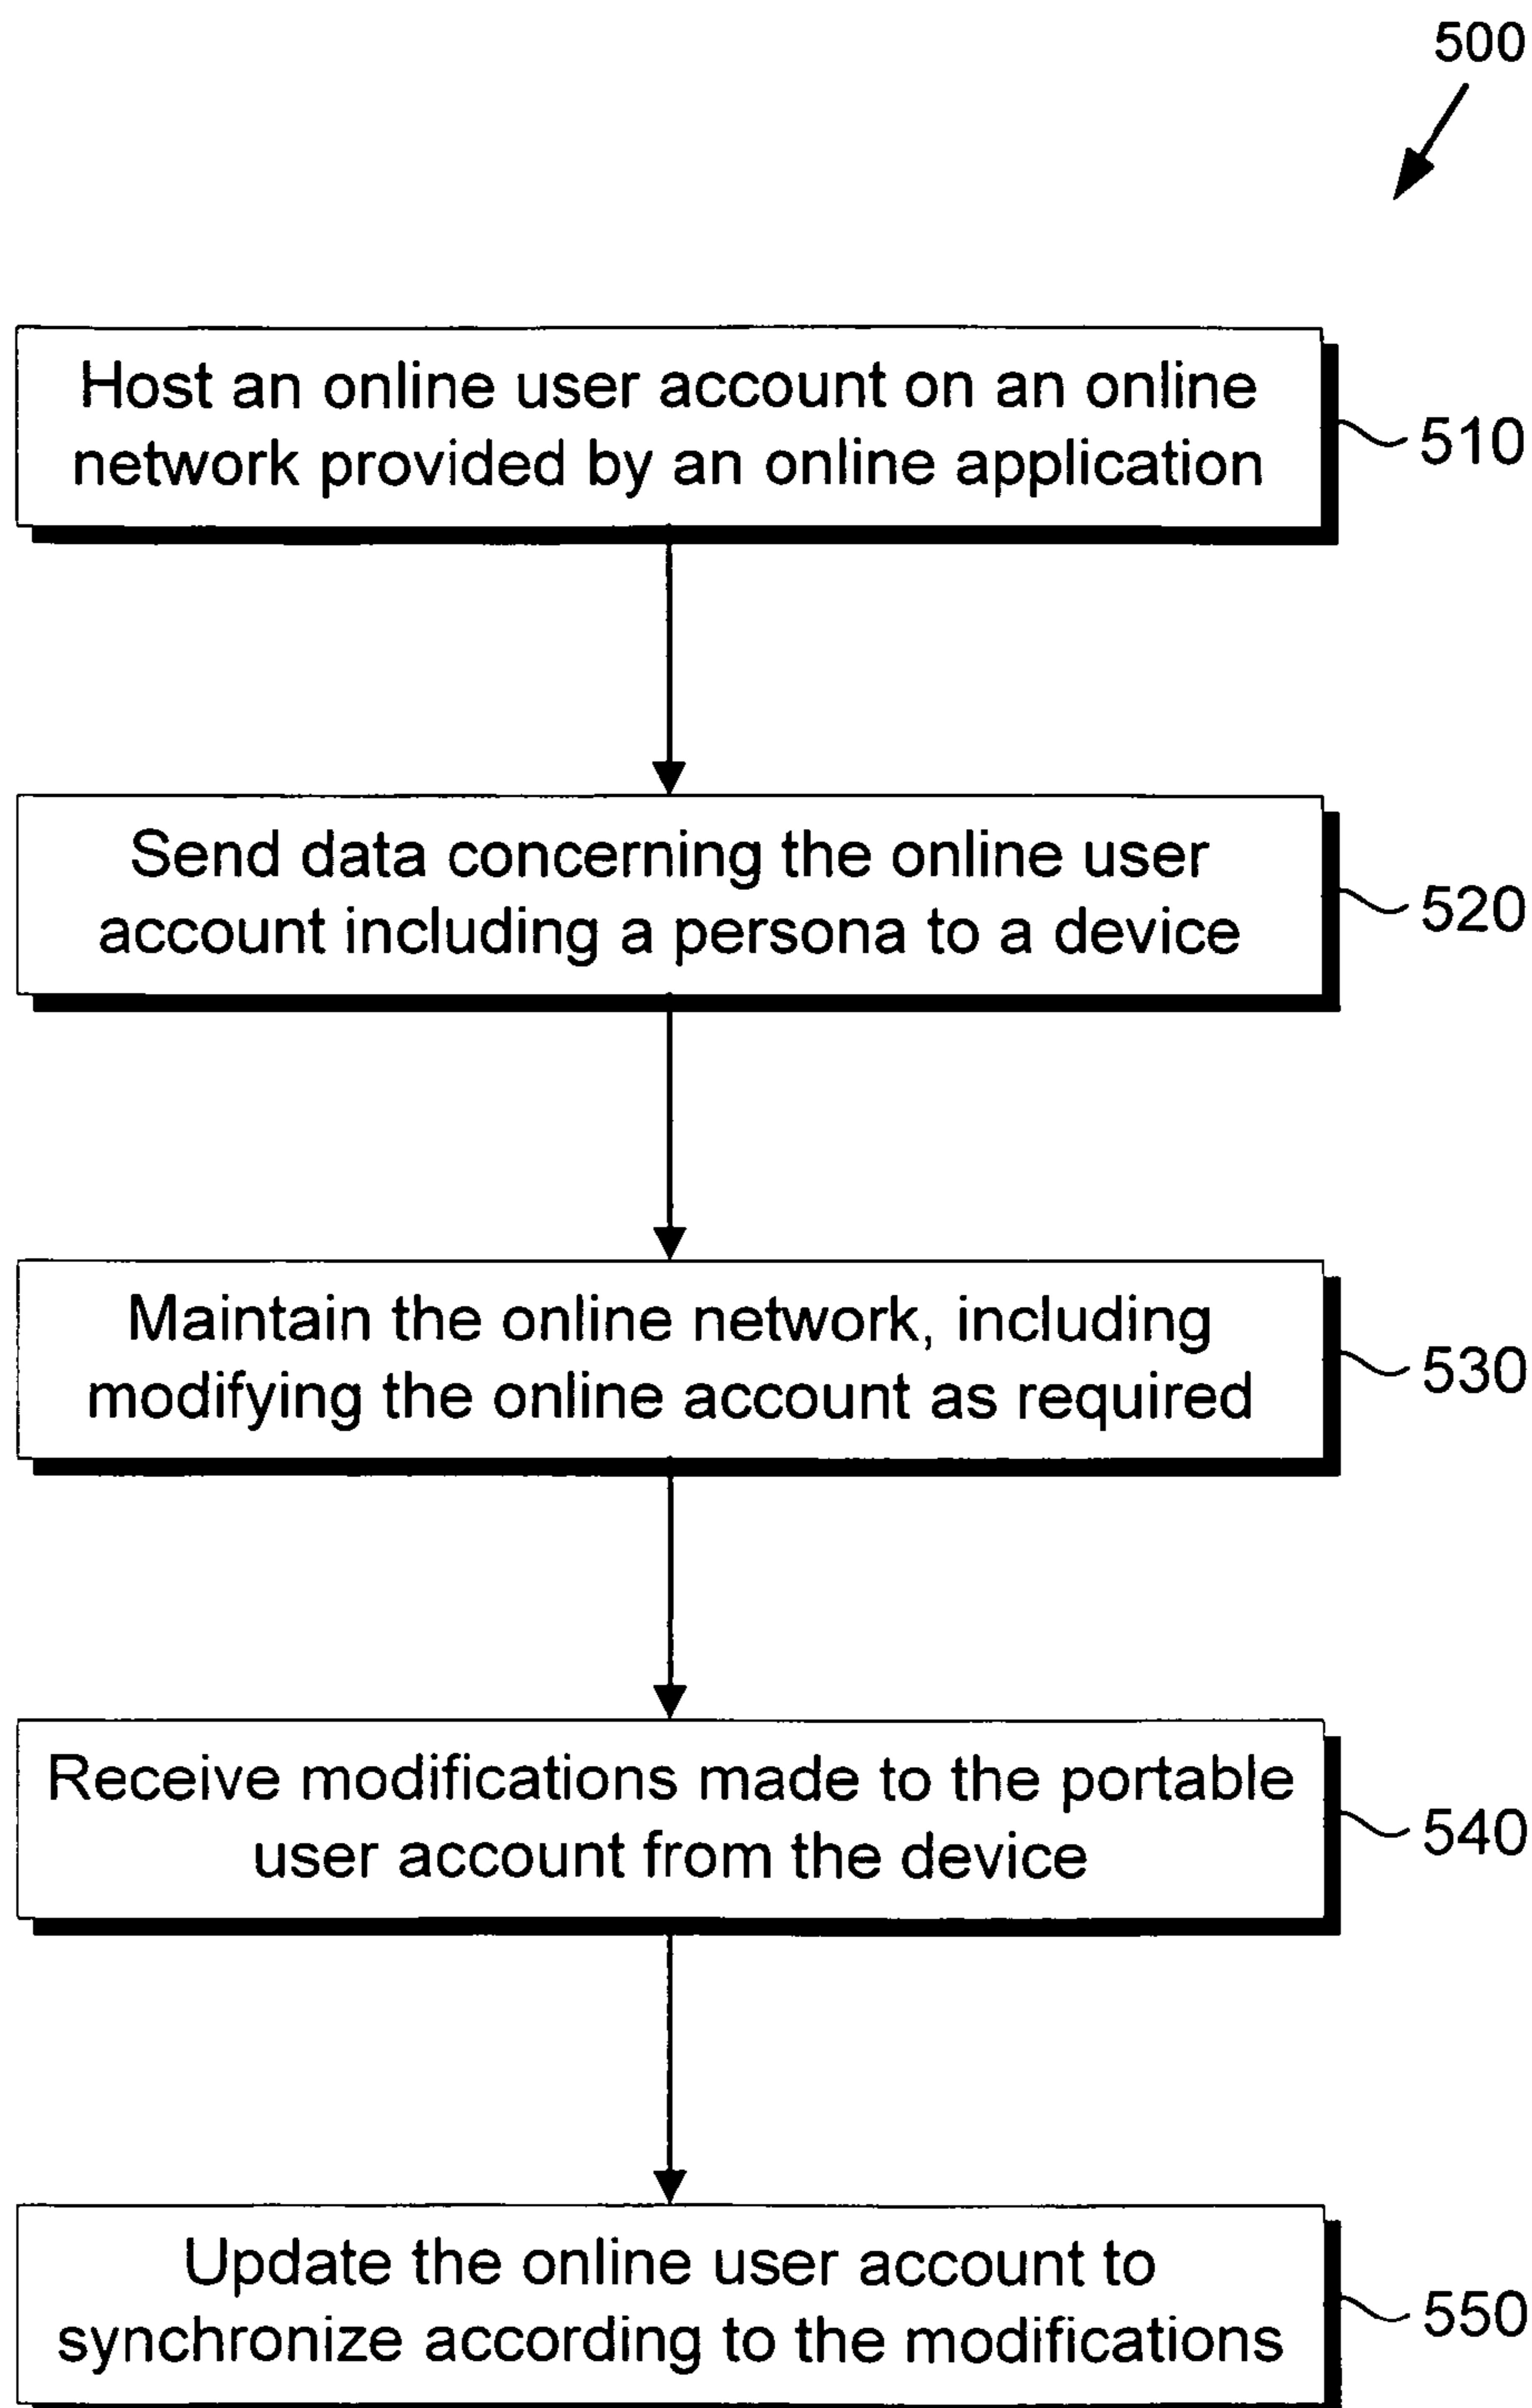 500
Host an online user account on an online
network provided by an online application
510
Send data concerning the online user
account including a persona to a device
520
Maintain the online network, including
modifying the online account as required
530
Receive modifications made to the portable
user account from the device
540
Update the online user account to
synchronize according to the modifications
550